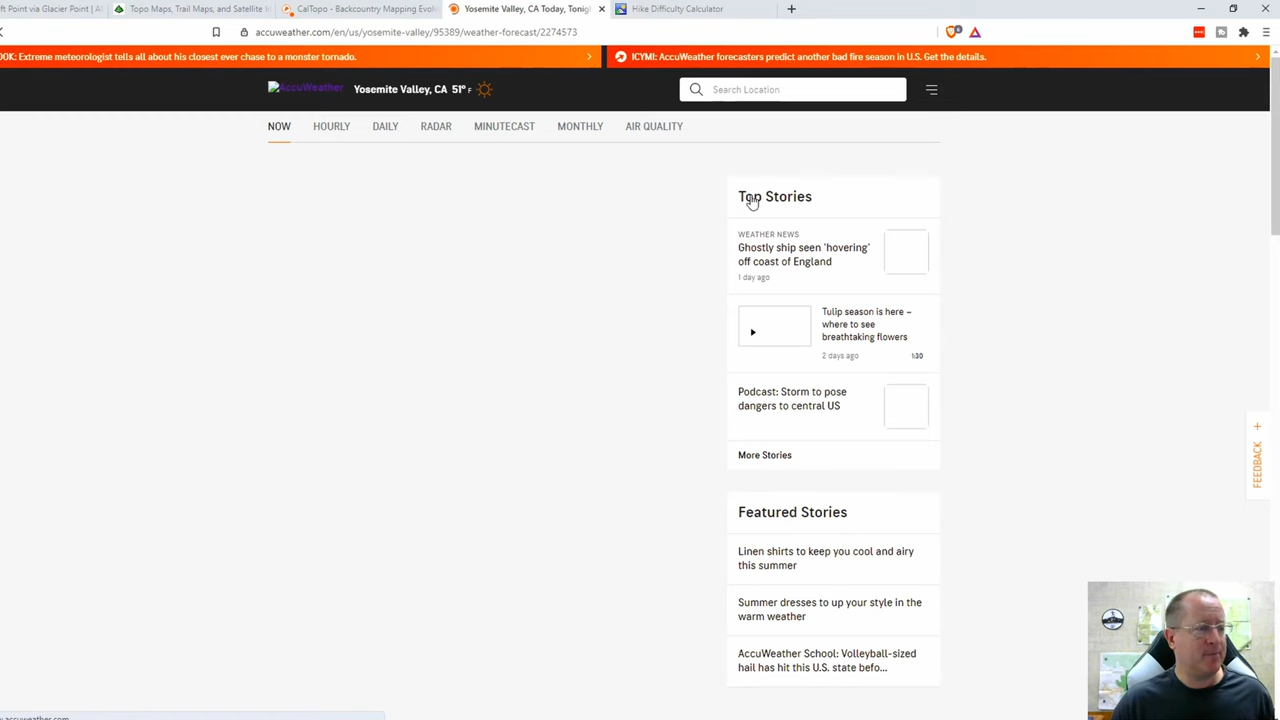 ft Point via Glacier Point | Al
Topo Maps, Trail Maps, and Satellite I
CalTopo - Backcountry Mapping Evol
Yosemite Valley, CA Today, Tonig
Hike Difficulty Calculator
accuweather.com/en/us/yosemite-valley/95389/weather-forecast/2274573
OOK: Extreme meteorologist tells all about his closest ever chase to a monster tornado.
ICYMI: AccuWeather forecasters predict another bad fire season in U.S. Get the details.
AccuWeather
Yosemite Valley, CA 51° F
Search Location
NOW HOURLY DAILY RADAR MINUTECAST MONTHLY AIR QUALITY
Top Stories
WEATHER NEWS
Ghostly ship seen 'hovering'
off coast of England
1 day ago
Tulip season is here –
where to see
breathtaking flowers
2 days ago 1:30
Podcast: Storm to pose
dangers to central US
More Stories
FEEDBACK +
Featured Stories
Linen shirts to keep you cool and airy
this summer
Summer dresses to up your style in the
warm weather
AccuWeather School: Volleyball-sized
hail has hit this U.S. state befo...
w.accuweather.com